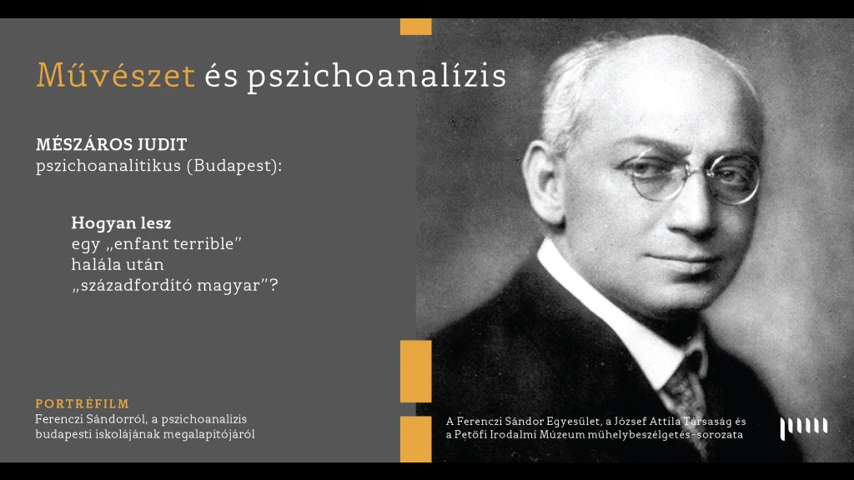 Művészet és pszichoanalízis
MÉSZÁROS JUDIT
pszichoanalitikus (Budapest):
Hogyan lesz
egy „enfant terrible”
halála után
„századfordító magyar”?
PORTRÉFILM
Ferenczi Sándorról, a pszichoanalízis
budapesti iskolájának megalapítójáról
A Ferenczi Sándor Egyesület, a József Attila Társaság és
a Petőfi Irodalmi Múzeum műhelybeszélgetés-sorozata